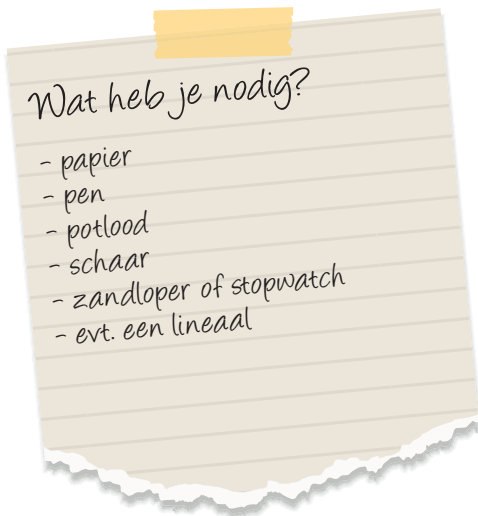 Wat heb je nodig?
- papier
- pen
- potlood
- schaar
- zandloper of stopwatch
- evt. een lineaal